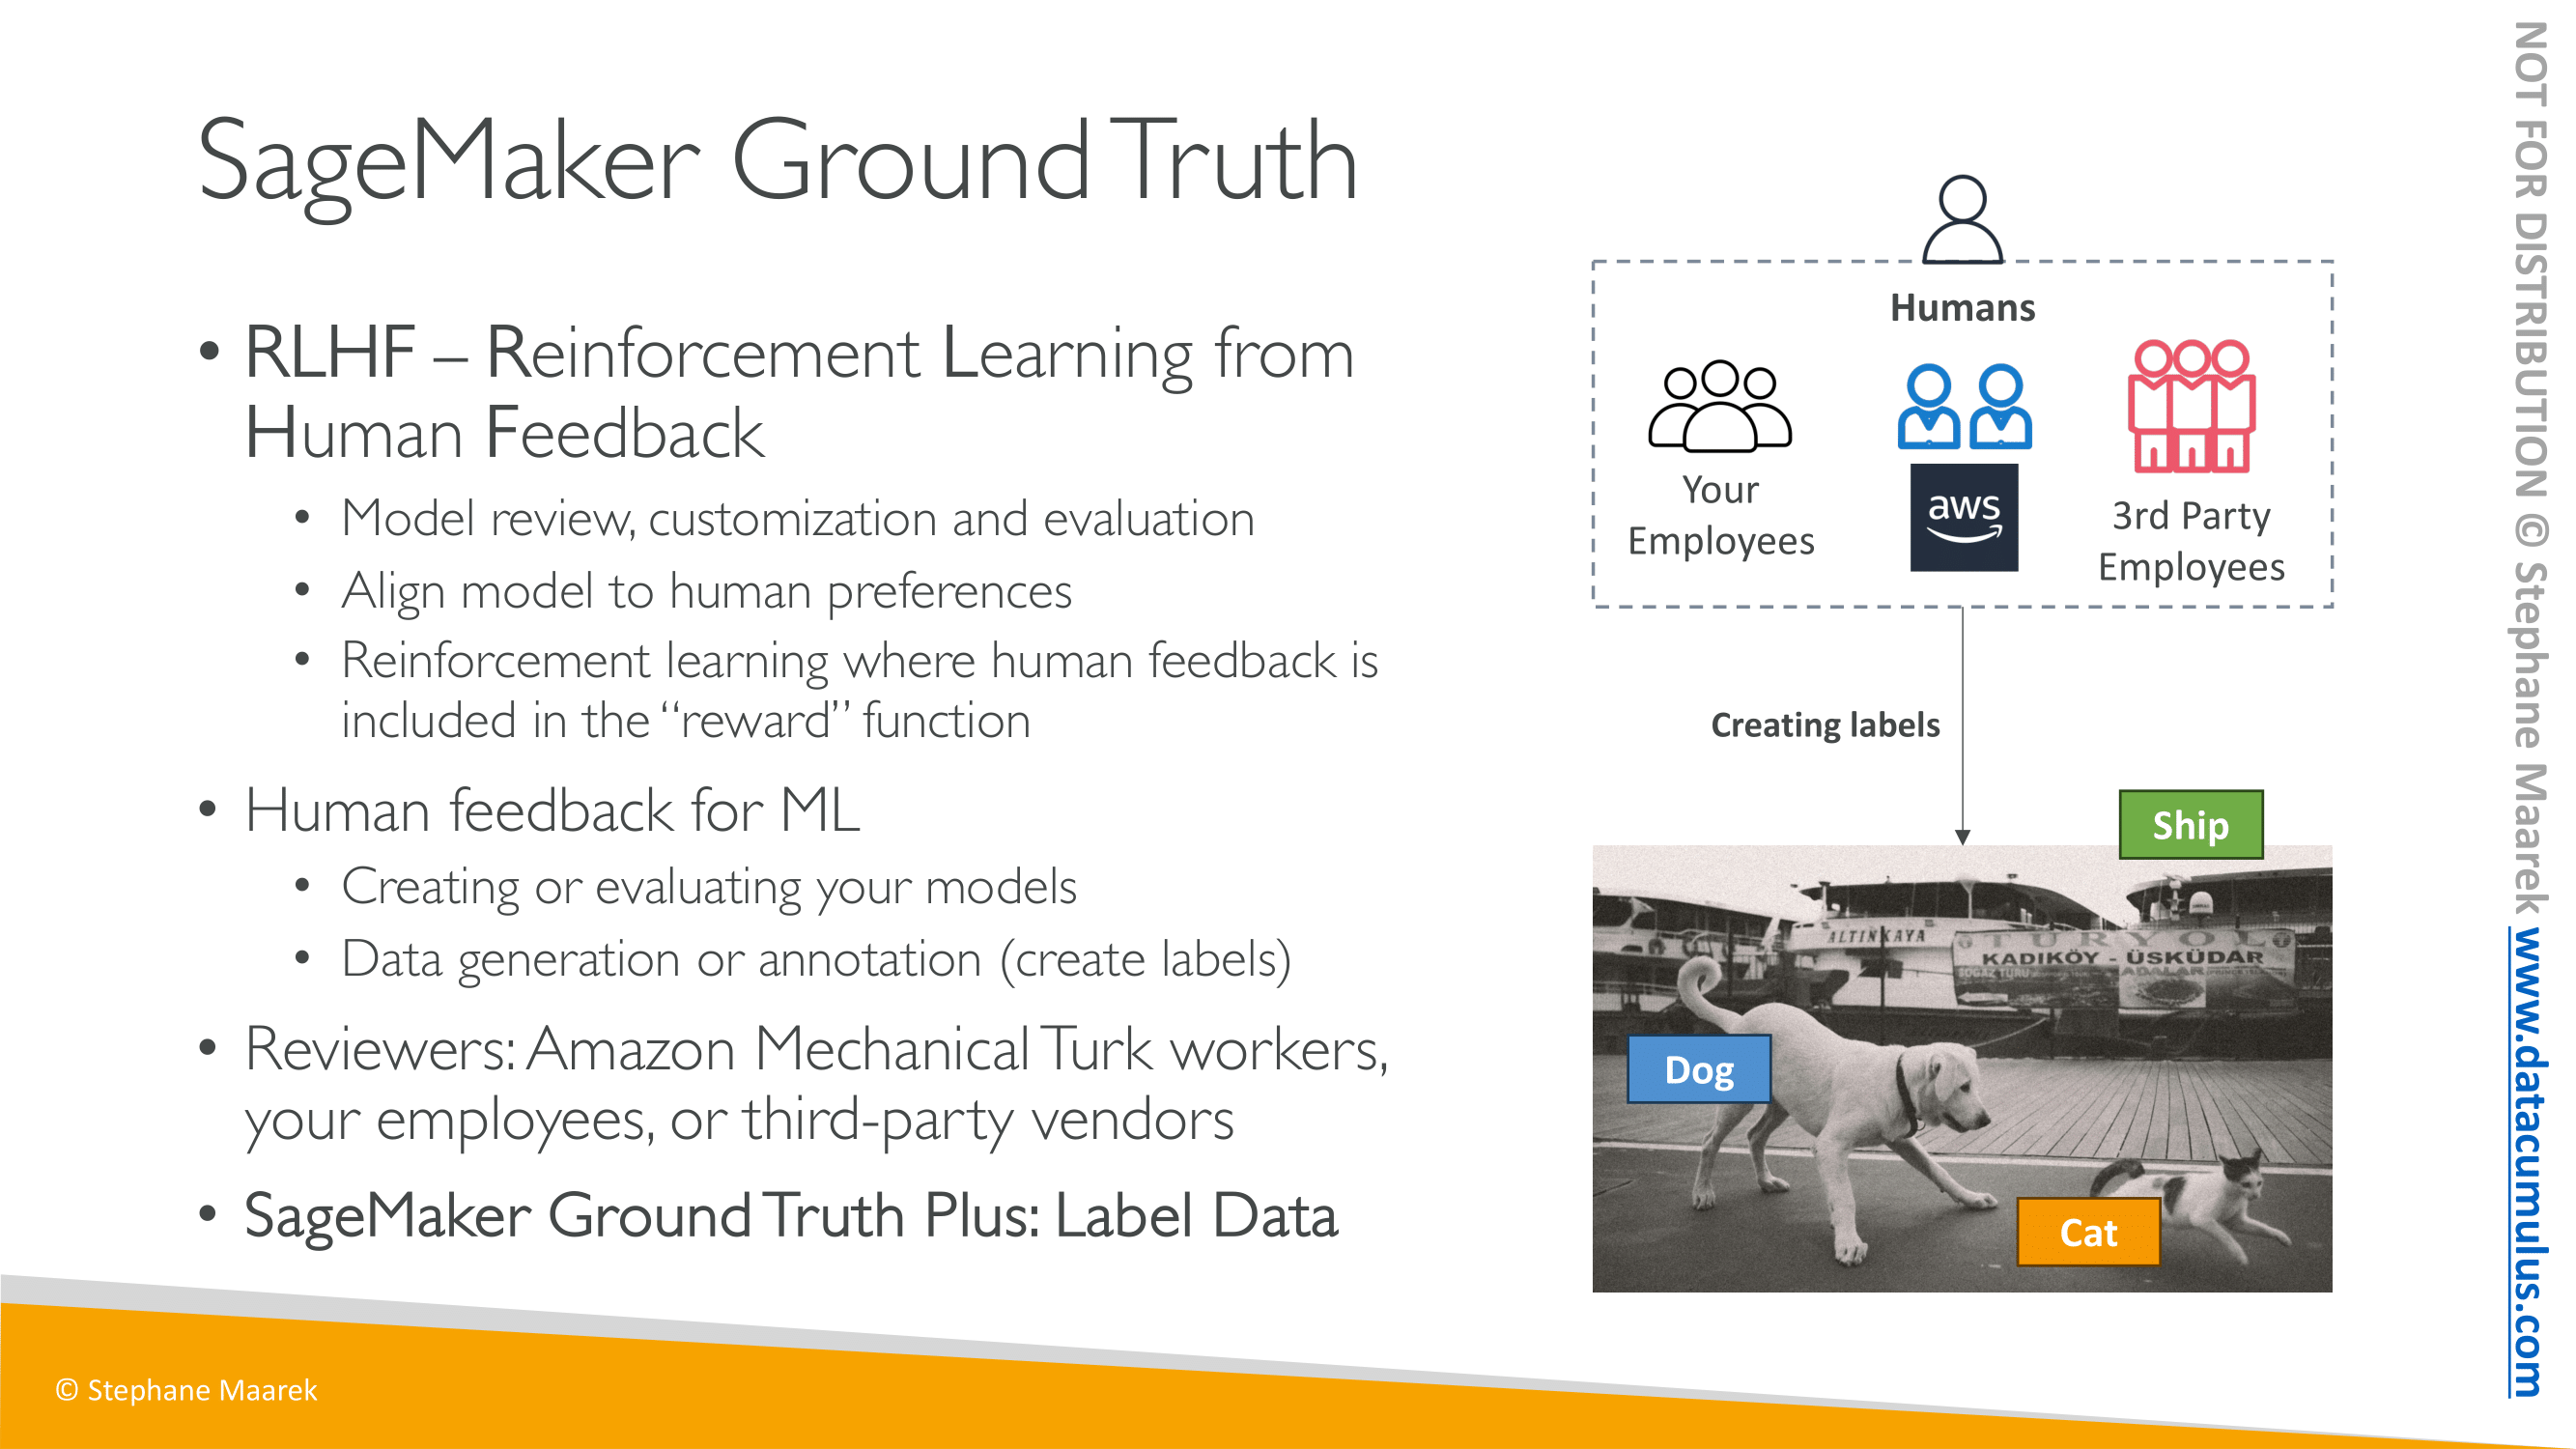 SageMaker Ground Truth
• RLHF – Reinforcement Learning from
Human Feedback
• Model review, customization and evaluation
• Align model to human preferences
• Reinforcement learning where human feedback is
included in the “reward” function
• Human feedback for ML
• Creating or evaluating your models
• Data generation or annotation (create labels)
• Reviewers: Amazon Mechanical Turk workers,
your employees, or third-party vendors
• SageMaker Ground Truth Plus: Label Data
Humans
Your
Employees
aws
3rd Party
Employees
Creating labels
Ship
ALTINKAYA
TURYOL
KADIKÖY - ÜSKÜDAR
BOĞAZ TURU
ADALAR
Dog
Cat
© Stephane Maarek
NOT FOR DISTRIBUTION © Stephane Maarek www.datacumulus.com